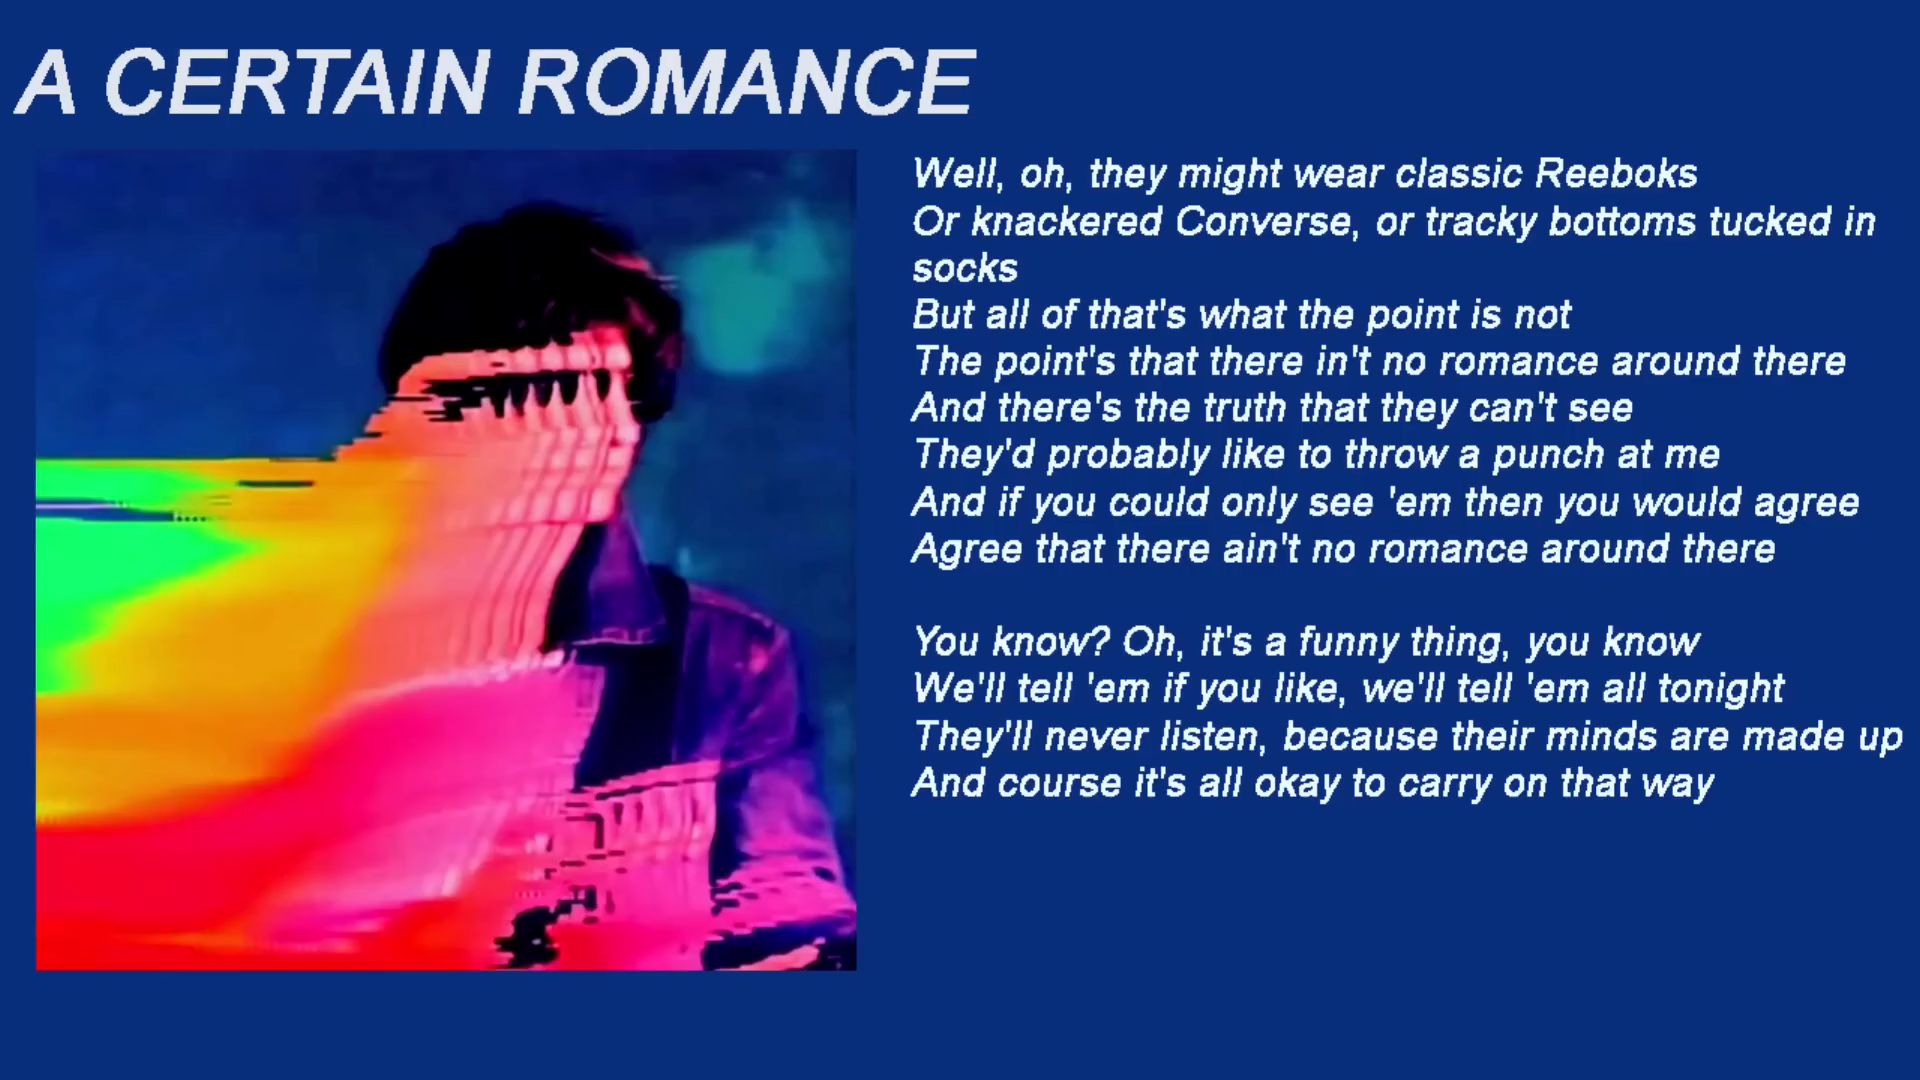 A CERTAIN ROMANCE
Well, oh, they might wear classic Reeboks
Or knackered Converse, or tracky bottoms tucked in
socks
But all of that's what the point is not
The point's that there in't no romance around there
And there's the truth that they can't see
They'd probably like to throw a punch at me
And if you could only see 'em then you would agree
Agree that there ain't no romance around there
You know? Oh, it's a funny thing, you know
We'll tell 'em if you like, we'll tell 'em all tonight
They'll never listen, because their minds are made up
And course it's all okay to carry on that way